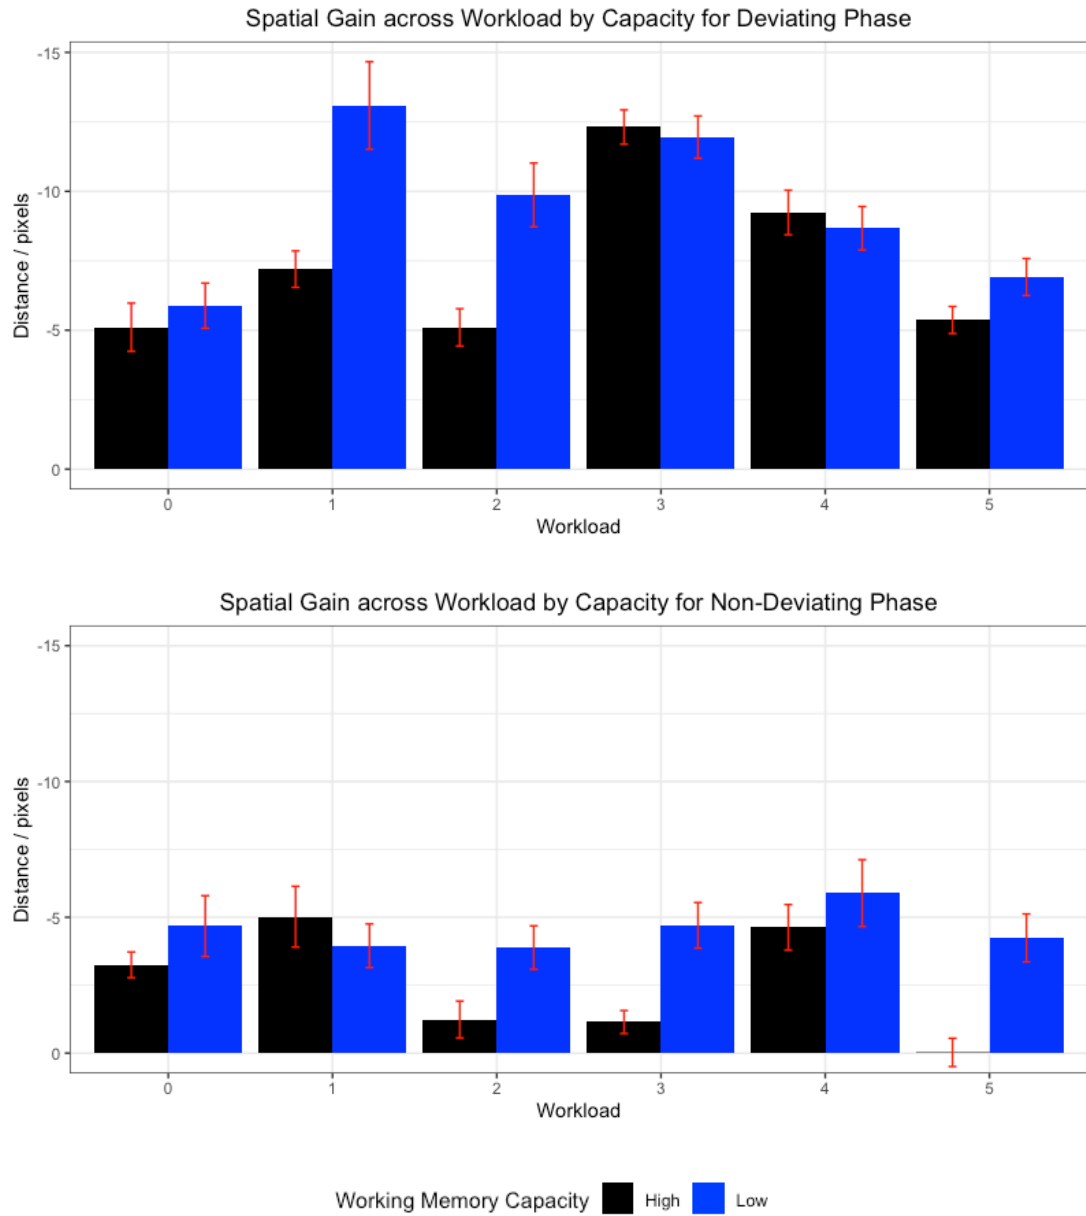 Spatial Gain across Workload by Capacity for Deviating Phase
-15
-10
-5
0
Distance / pixels
0 1 2 3 4 5
Workload
Spatial Gain across Workload by Capacity for Non-Deviating Phase
-15
-10
-5
0
Distance / pixels
0 1 2 3 4 5
Workload
Working Memory Capacity High Low